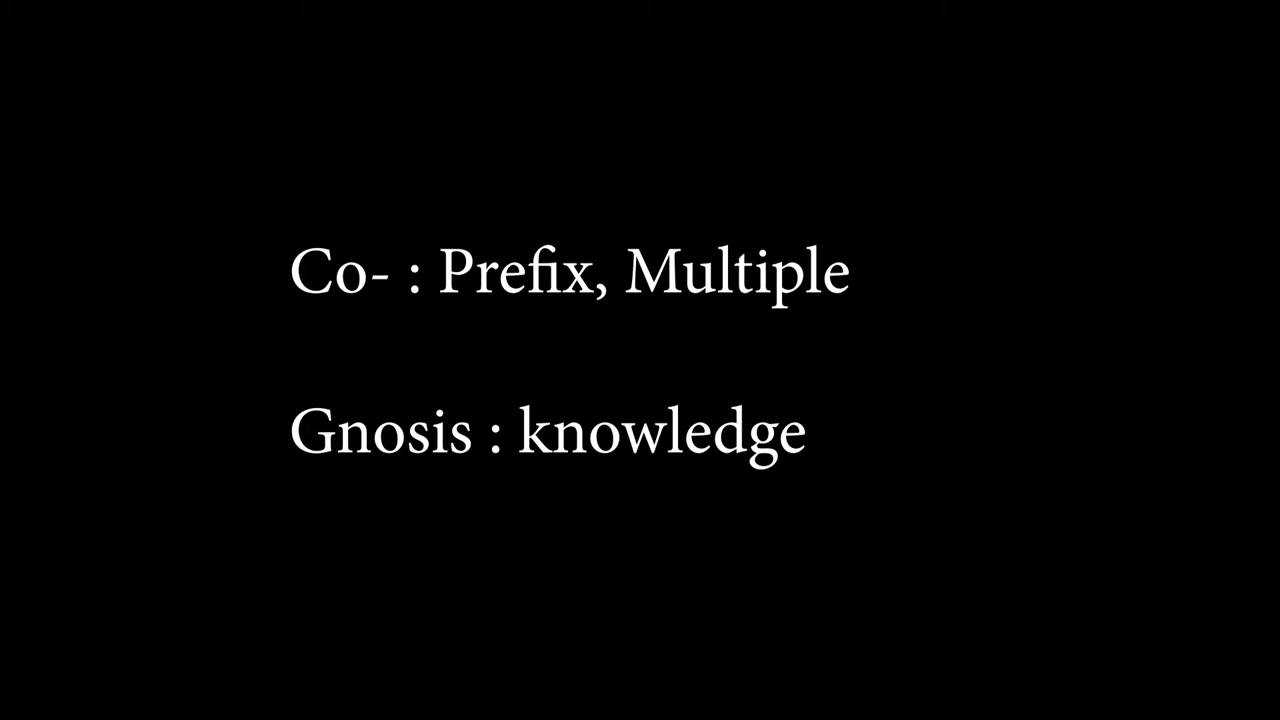 Co- : Prefix, Multiple
Gnosis : knowledge